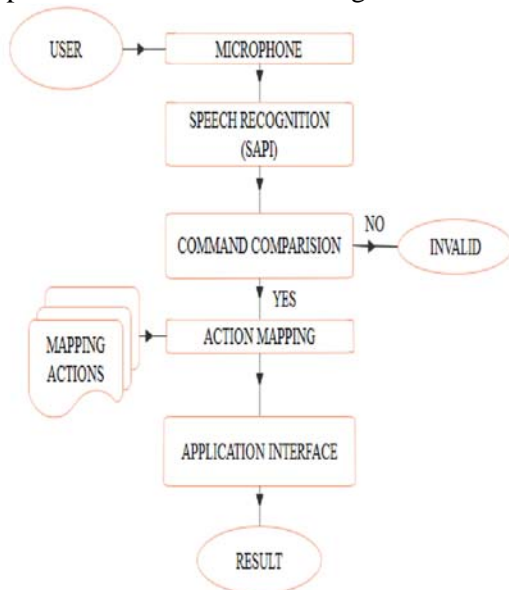 USER
MICROPHONE
SPEECH RECOGNITION
(SAPI)
COMMAND COMPARISION
NO
INVALID
YES
MAPPING
ACTIONS
ACTION MAPPING
APPLICATION INTERFACE
RESULT